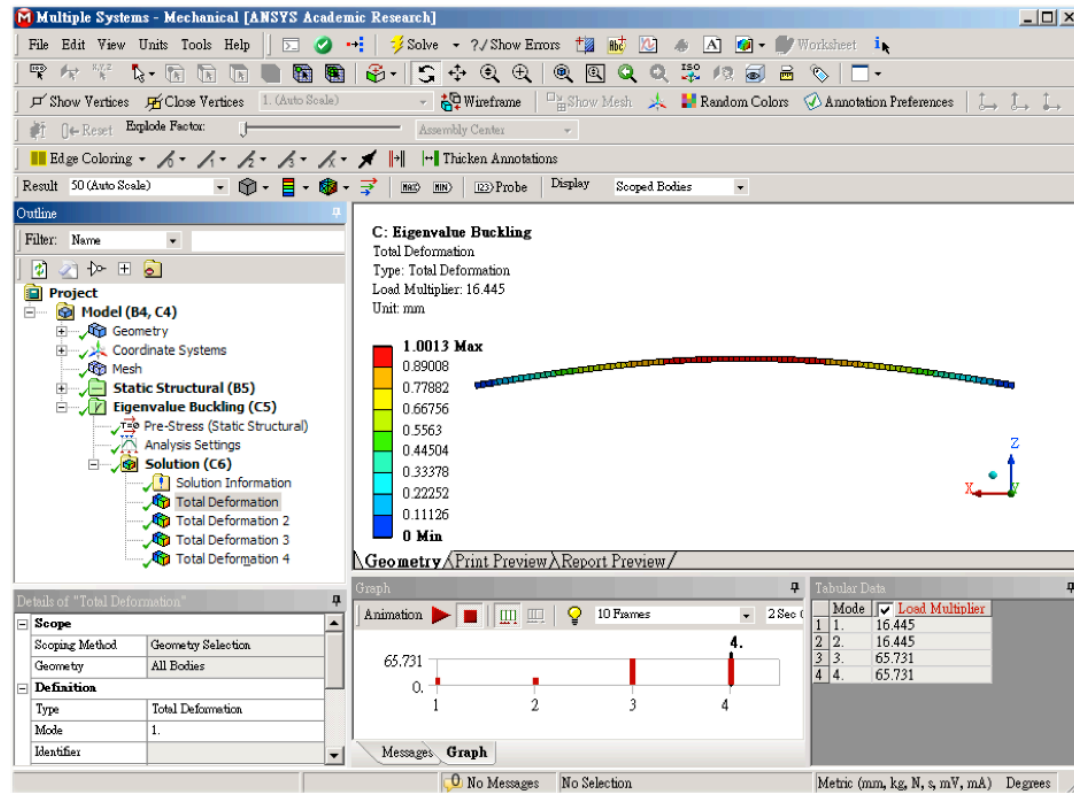 Multiple Systems - Mechanical [ANSYS Academic Research]
File Edit View Units Tools Help Solve ?/ Show Errors Worksheet
Show Vertices Close Vertices 1. (Auto Scale) Wireframe Show Mesh Random Colors Annotation Preferences
Reset Explode Factor: Assembly Center
Edge Coloring Thicken Annotations
Result 50 (Auto Scale) MAX MIN 123 Probe Display Scoped Bodies
Outline
Filter: Name
Project
Model (B4, C4)
Geometry
Coordinate Systems
Mesh
Static Structural (B5)
Eigenvalue Buckling (C5)
Pre-Stress (Static Structural)
Analysis Settings
Solution (C6)
Solution Information
Total Deformation
Total Deformation 2
Total Deformation 3
Total Deformation 4
C: Eigenvalue Buckling
Total Deformation
Type: Total Deformation
Load Multiplier: 16.445
Unit: mm
1.0013 Max
0.89008
0.77882
0.66756
0.5563
0.44504
0.33378
0.22252
0.11126
0 Min
Z
X
Y
Geometry Print Preview Report Preview
Details of "Total Deformation"
Scope
Scoping Method Geometry Selection
Geometry All Bodies
Definition
Type Total Deformation
Mode 1.
Identifier
Graph
Animation 10 Frames 2 Sec (
4.
65.731
0.
1 2 3 4
Messages Graph
Tabular Data
Mode Load Multiplier
1 1. 16.445
2 2. 16.445
3 3. 65.731
4 4. 65.731
No Messages No Selection Metric (mm, kg, N, s, mV, mA) Degrees